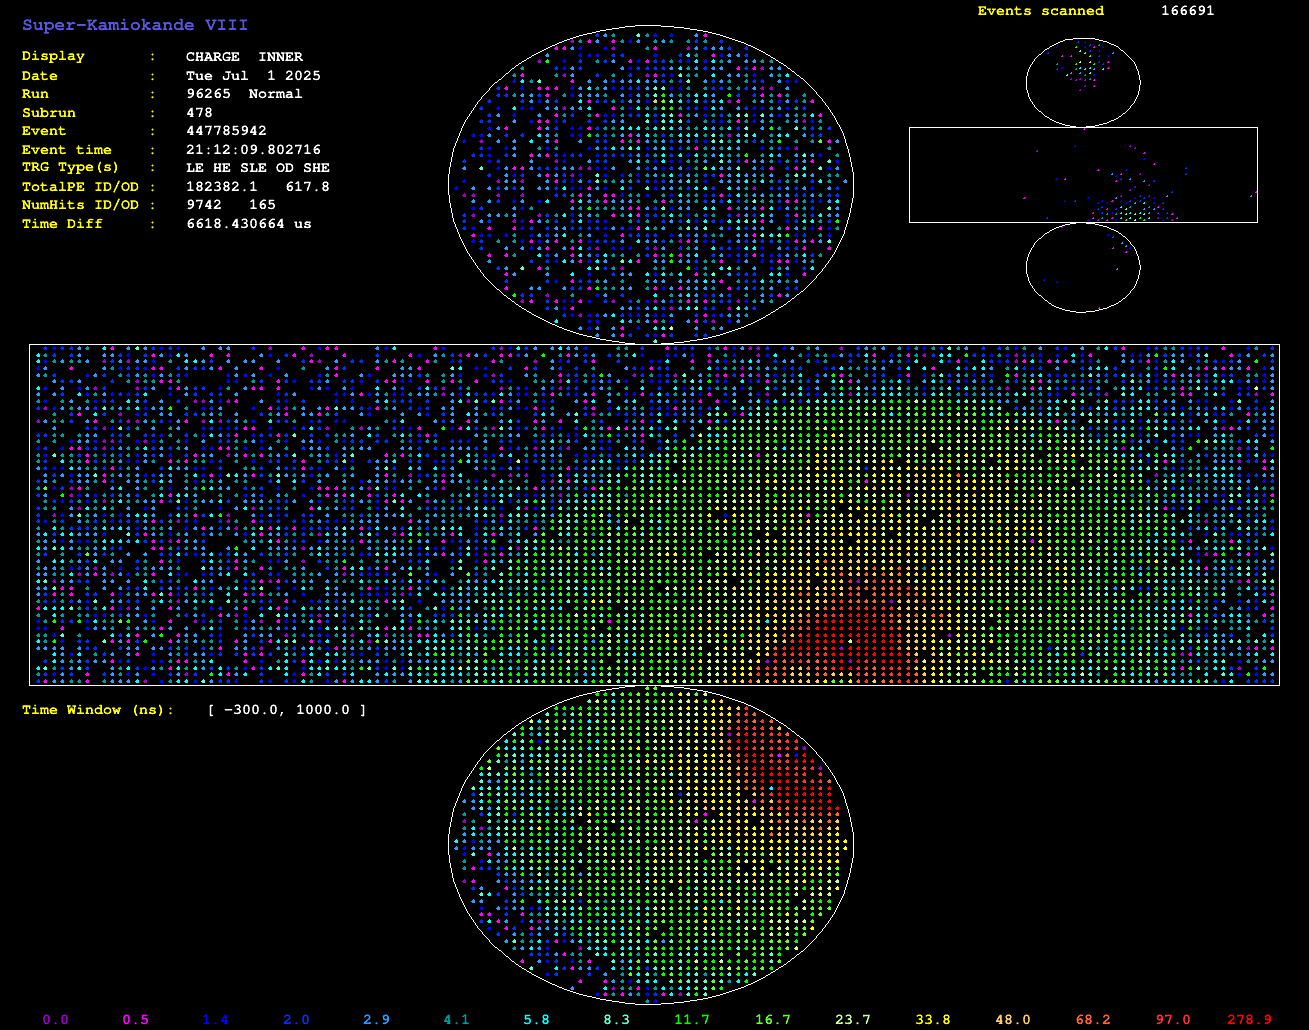 Super-Kamiokande VIII
Events scanned 166691
Display : CHARGE INNER
Date : Tue Jul 1 2025
Run : 96265 Normal
Subrun : 478
Event : 447785942
Event time : 21:12:09.802716
TRG Type(s) : LE HE SLE OD SHE
TotalPE ID/OD : 182382.1 617.8
NumHits ID/OD : 9742 165
Time Diff : 6618.430664 us
Time Window (ns): [ -300.0, 1000.0 ]
0.0 0.5 1.4 2.0 2.9 4.1 5.8 8.3 11.7 16.7 23.7 33.8 48.0 68.2 97.0 278.9